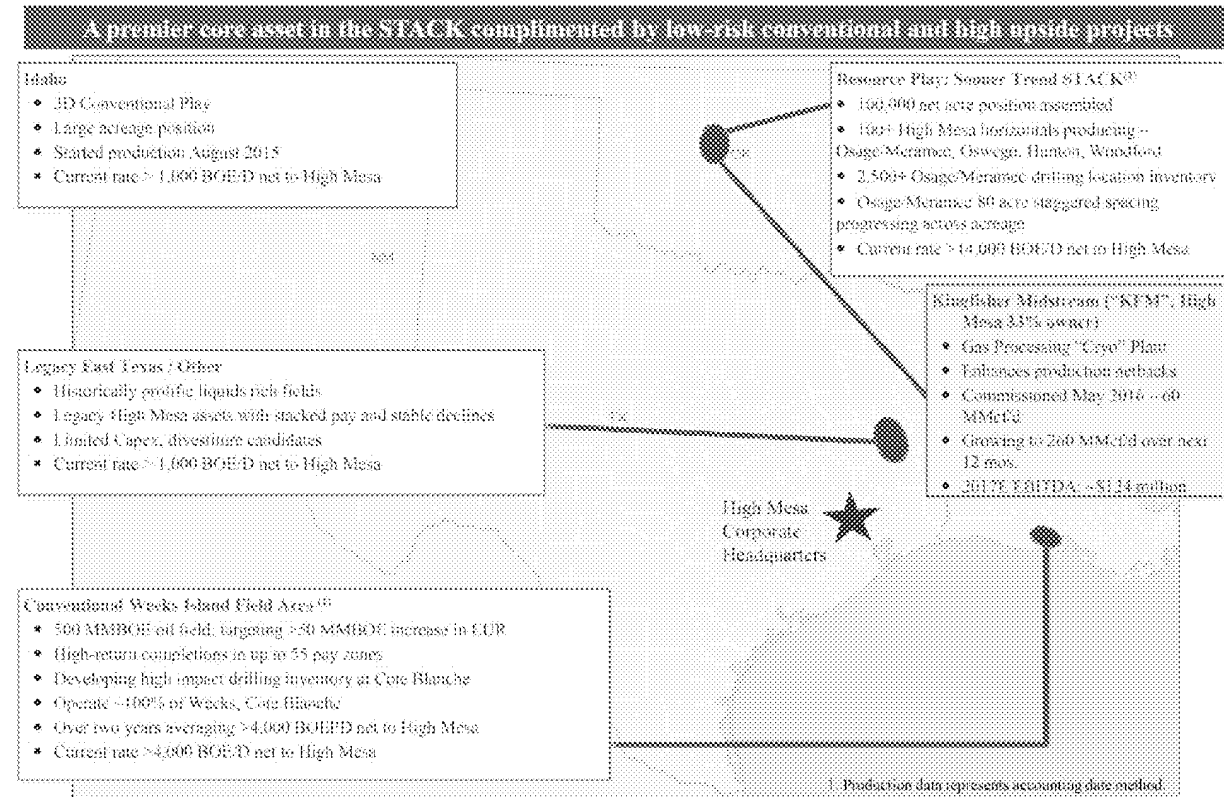 A premier core asset in the STACK complimented by low-risk conventional and high upside projects
Idaho
3D Conventional Play
Large acreage position
Started production August 2015
Current rate > 1,000 BOE/D net to High Mesa
Resource Play: Sooner Trend STACK(1)
100,000 net acre position assembled
100+ High Mesa horizontals producing –
Osage/Meramec, Oswego, Hunton, Woodford
2,500+ Osage/Meramec drilling location inventory
Osage/Meramec 80 acre staggered spacing
progressing across acreage
Current rate >14,000 BOE/D net to High Mesa
OK
NM
Kingfisher Midstream ("KFM", High
Mesa 33% owner)
Gas Processing "Cryo" Plant
Enhances production netbacks
Commissioned May 2016 – 60
MMcf/d
Growing to 260 MMcf/d over next
12 mos.
2017E EBITDA: ~$124 million
Legacy East Texas / Other
Historically prolific liquids rich fields
Legacy High Mesa assets with stacked pay and stable declines
Limited Capex, divestiture candidates
Current rate >1,000 BOE/D net to High Mesa
TX
High Mesa
Corporate
Headquarters
Conventional Weeks Island Field Area (1)
500 MMBOE oil field; targeting >50 MMBOE increase in EUR
High-return completions in up to 55 pay zones
Developing high impact drilling inventory at Cote Blanche
Operate ~100% of Weeks, Cote Blanche
Over two years averaging >4,000 BOEPD net to High Mesa
Current rate >4,000 BOE/D net to High Mesa
1. Production data represents accounting date method.